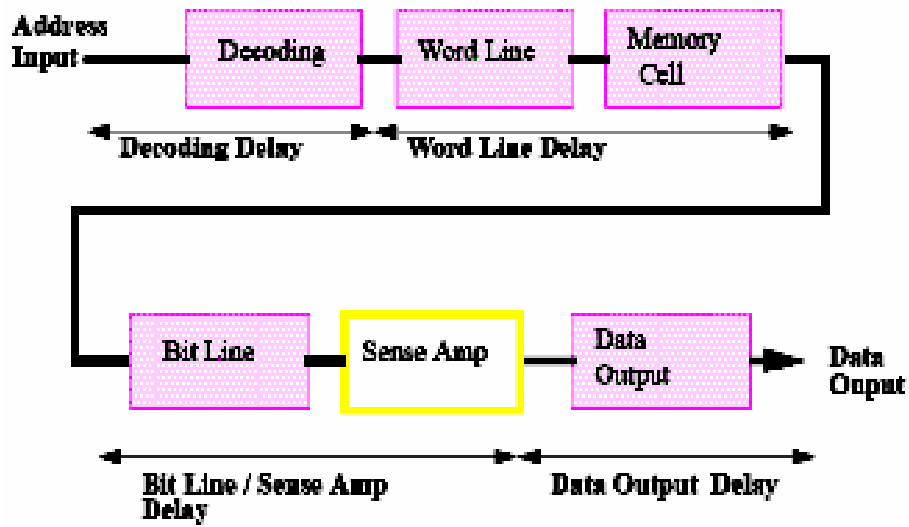 Address
Input
Decoding
Word Line
Memory
Cell
Decoding Delay
Word Line Delay
Bit Line
Sense Amp
Data
Output
Data
Ouput
Bit Line / Sense Amp
Delay
Data Output Delay